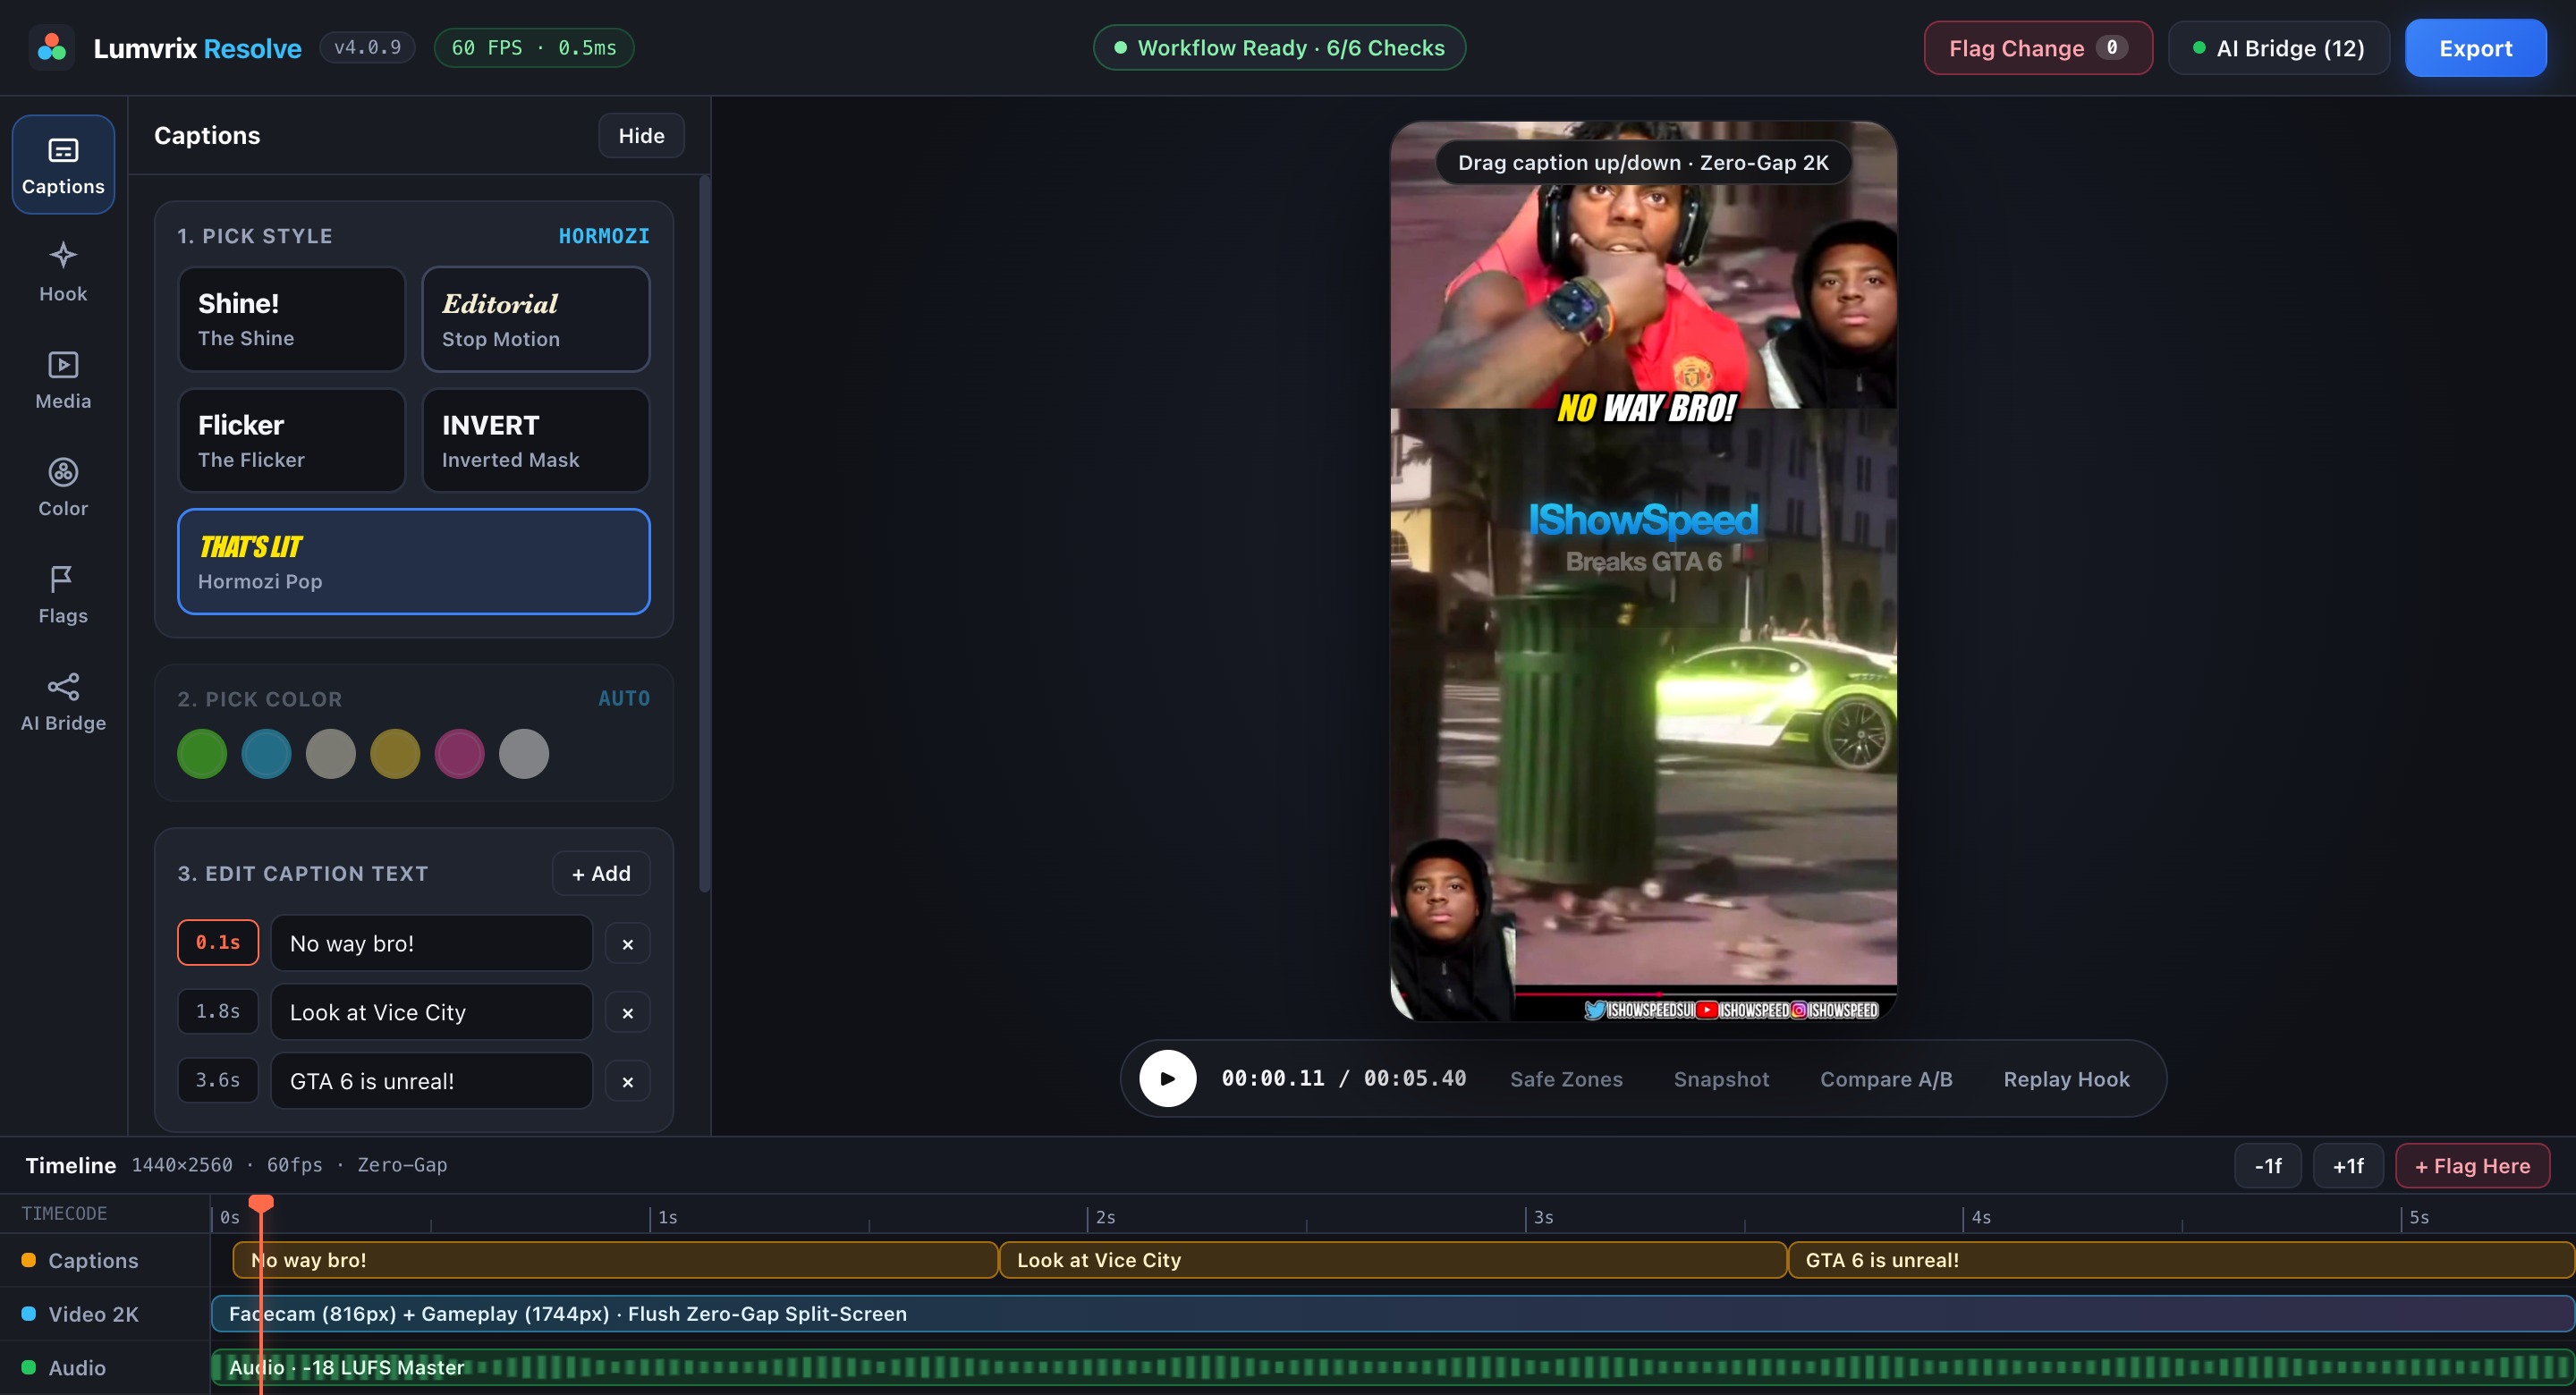 Lumvrix Resolve v4.0.9 60 FPS · 0.5ms
Workflow Ready · 6/6 Checks
Flag Change 0 AI Bridge (12) Export
Captions
Hook
Media
Color
Flags
AI Bridge
Captions Hide
1. PICK STYLE HORMOZI
Shine!
The Shine
Editorial
Stop Motion
Flicker
The Flicker
INVERT
Inverted Mask
THAT'S LIT
Hormozi Pop
2. PICK COLOR AUTO
3. EDIT CAPTION TEXT + Add
0.1s No way bro! ×
1.8s Look at Vice City ×
3.6s GTA 6 is unreal! ×
Drag caption up/down · Zero-Gap 2K
NO WAY BRO!
IShowSpeed
Breaks GTA 6
ISHOWSPEEDSUI ISHOWSPEED ISHOWSPEED
00:00.11 / 00:05.40 Safe Zones Snapshot Compare A/B Replay Hook
Timeline 1440×2560 · 60fps · Zero-Gap
-1f +1f + Flag Here
TIMECODE 0s 1s 2s 3s 4s 5s
Captions No way bro! Look at Vice City GTA 6 is unreal!
Video 2K Facecam (816px) + Gameplay (1744px) · Flush Zero-Gap Split-Screen
Audio Audio · -18 LUFS Master